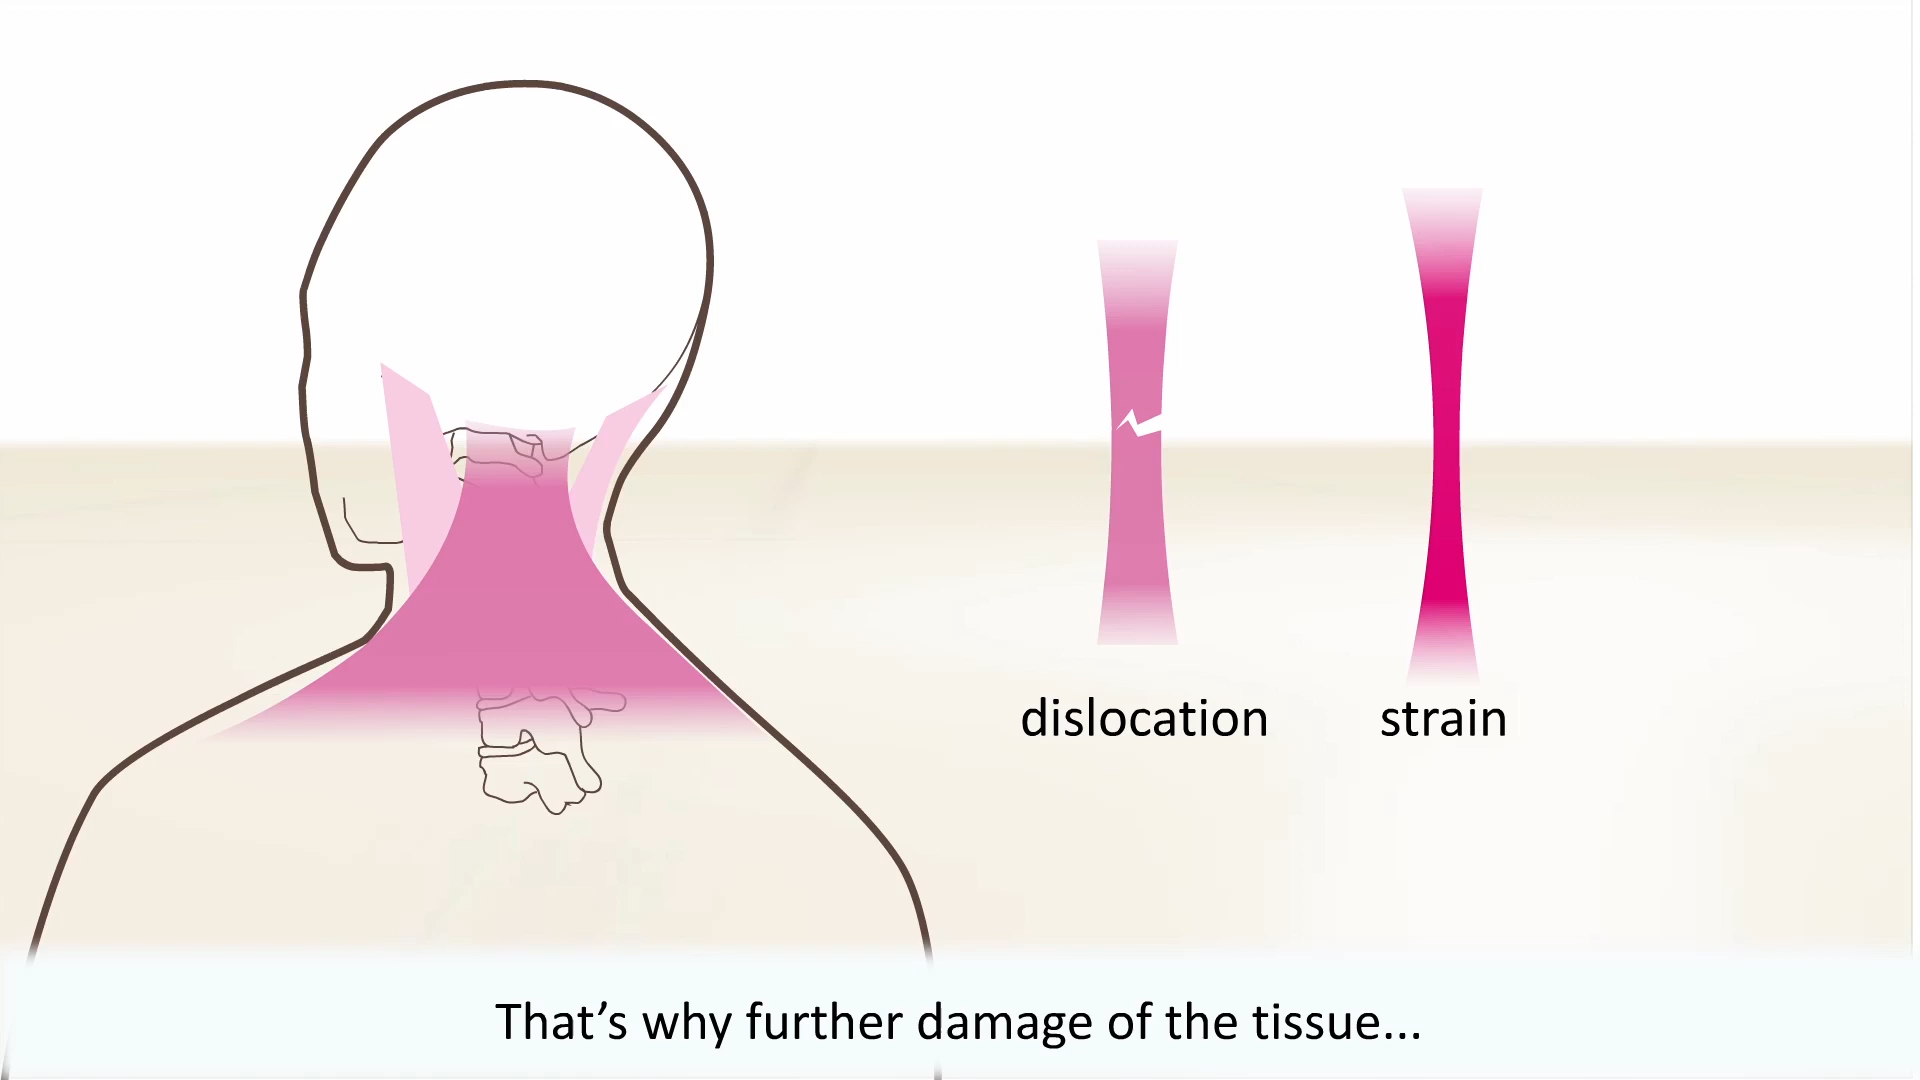 dislocation
strain
That’s why further damage of the tissue...